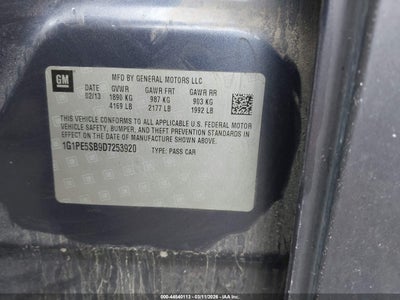 GM
MFD BY GENERAL MOTORS LLC
DATE GVWR GAWR FRT GAWR RR
02/13 1890 KG 987 KG 903 KG
4169 LB 2177 LB 1992 LB
THIS VEHICLE CONFORMS TO ALL APPLICABLE U.S. FEDERAL MOTOR
VEHICLE SAFETY, BUMPER, AND THEFT PREVENTION STANDARDS IN
EFFECT ON THE DATE OF MANUFACTURE SHOWN ABOVE.
1G1PE5SB9D7253920 TYPE: PASS CAR
000-44640113 - 03/11/2026 - IAAI.COM